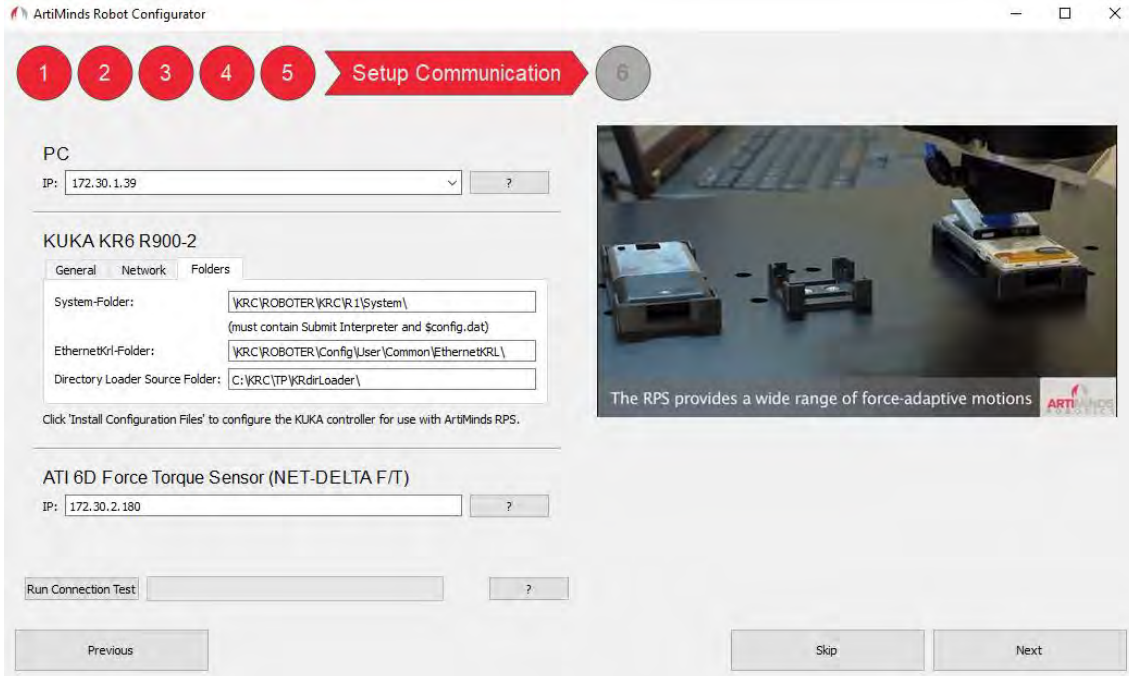 ArtiMinds Robot Configurator
1 2 3 4 5 Setup Communication 6
PC
IP: 172.30.1.39 ?
KUKA KR6 R900-2
General Network Folders
System-Folder: \KRC\ROBOTER\KRC\R1\System\
(must contain Submit Interpreter and $config.dat)
EthernetKrl-Folder: \KRC\ROBOTER\Config\User\Common\EthernetKRL\
Directory Loader Source Folder: C:\KRC\TP\KRdirLoader\
Click 'Install Configuration Files' to configure the KUKA controller for use with ArtiMinds RPS.
The RPS provides a wide range of force-adaptive motions
ARTIMINDS
ROBOTICS
ATI 6D Force Torque Sensor (NET-DELTA F/T)
IP: 172.30.2.180 ?
Run Connection Test ?
Previous Skip Next